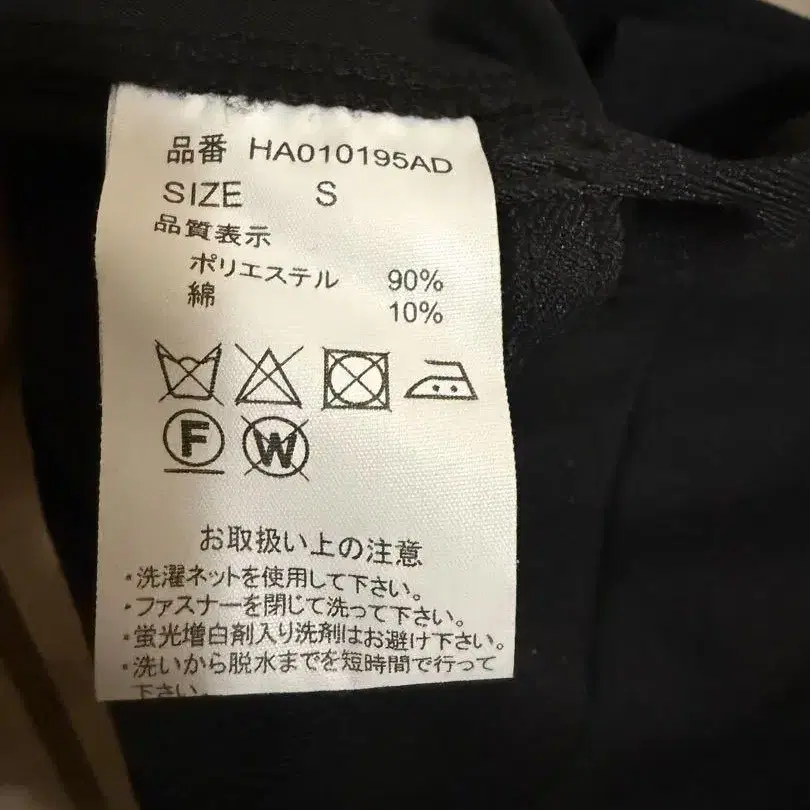 品番 HA010195AD
SIZE S
品質表示
ポリエステル 90%
綿 10%
F W
お取扱い上の注意
・洗濯ネットを使用して下さい。
・ファスナーを閉じて洗って下さい。
・蛍光増白剤入り洗剤はお避け下さい。
・洗いから脱水までを短時間で行って
下さい。